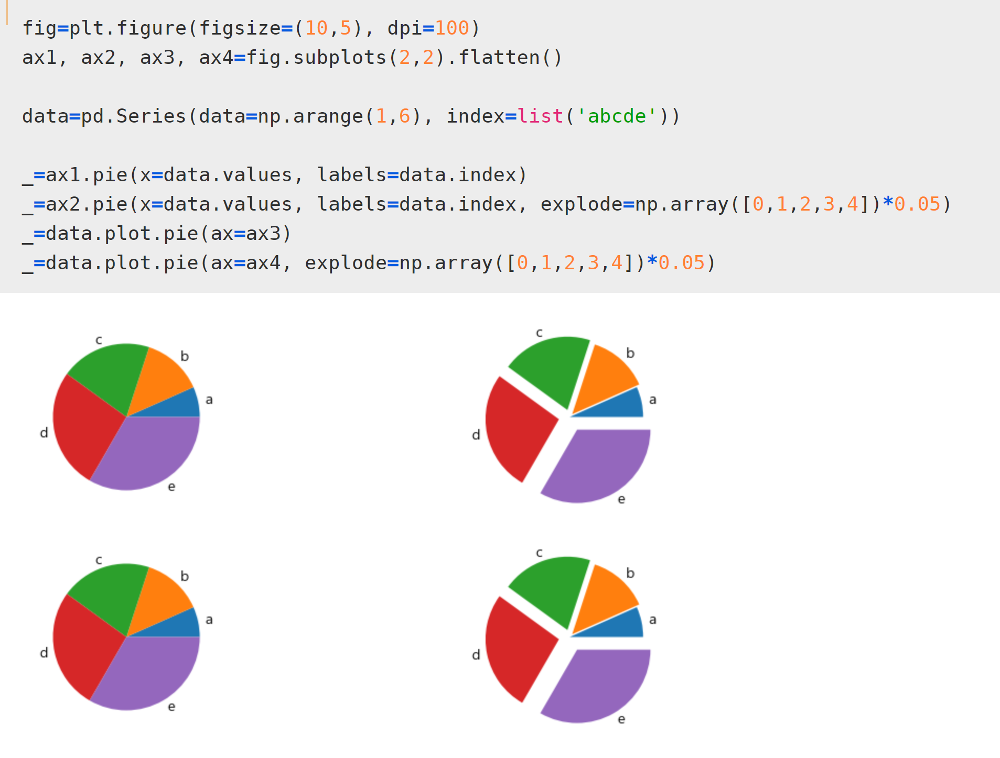 fig=plt.figure(figsize=(10,5), dpi=100)
ax1, ax2, ax3, ax4=fig.subplots(2,2).flatten()
data=pd.Series(data=np.arange(1,6), index=list('abcde'))
_=ax1.pie(x=data.values, labels=data.index)
_=ax2.pie(x=data.values, labels=data.index, explode=np.array([0,1,2,3,4])*0.05)
_=data.plot.pie(ax=ax3)
_=data.plot.pie(ax=ax4, explode=np.array([0,1,2,3,4])*0.05)
c
b
a
d
e
c
b
a
d
e
c
b
a
d
e
c
b
a
d
e